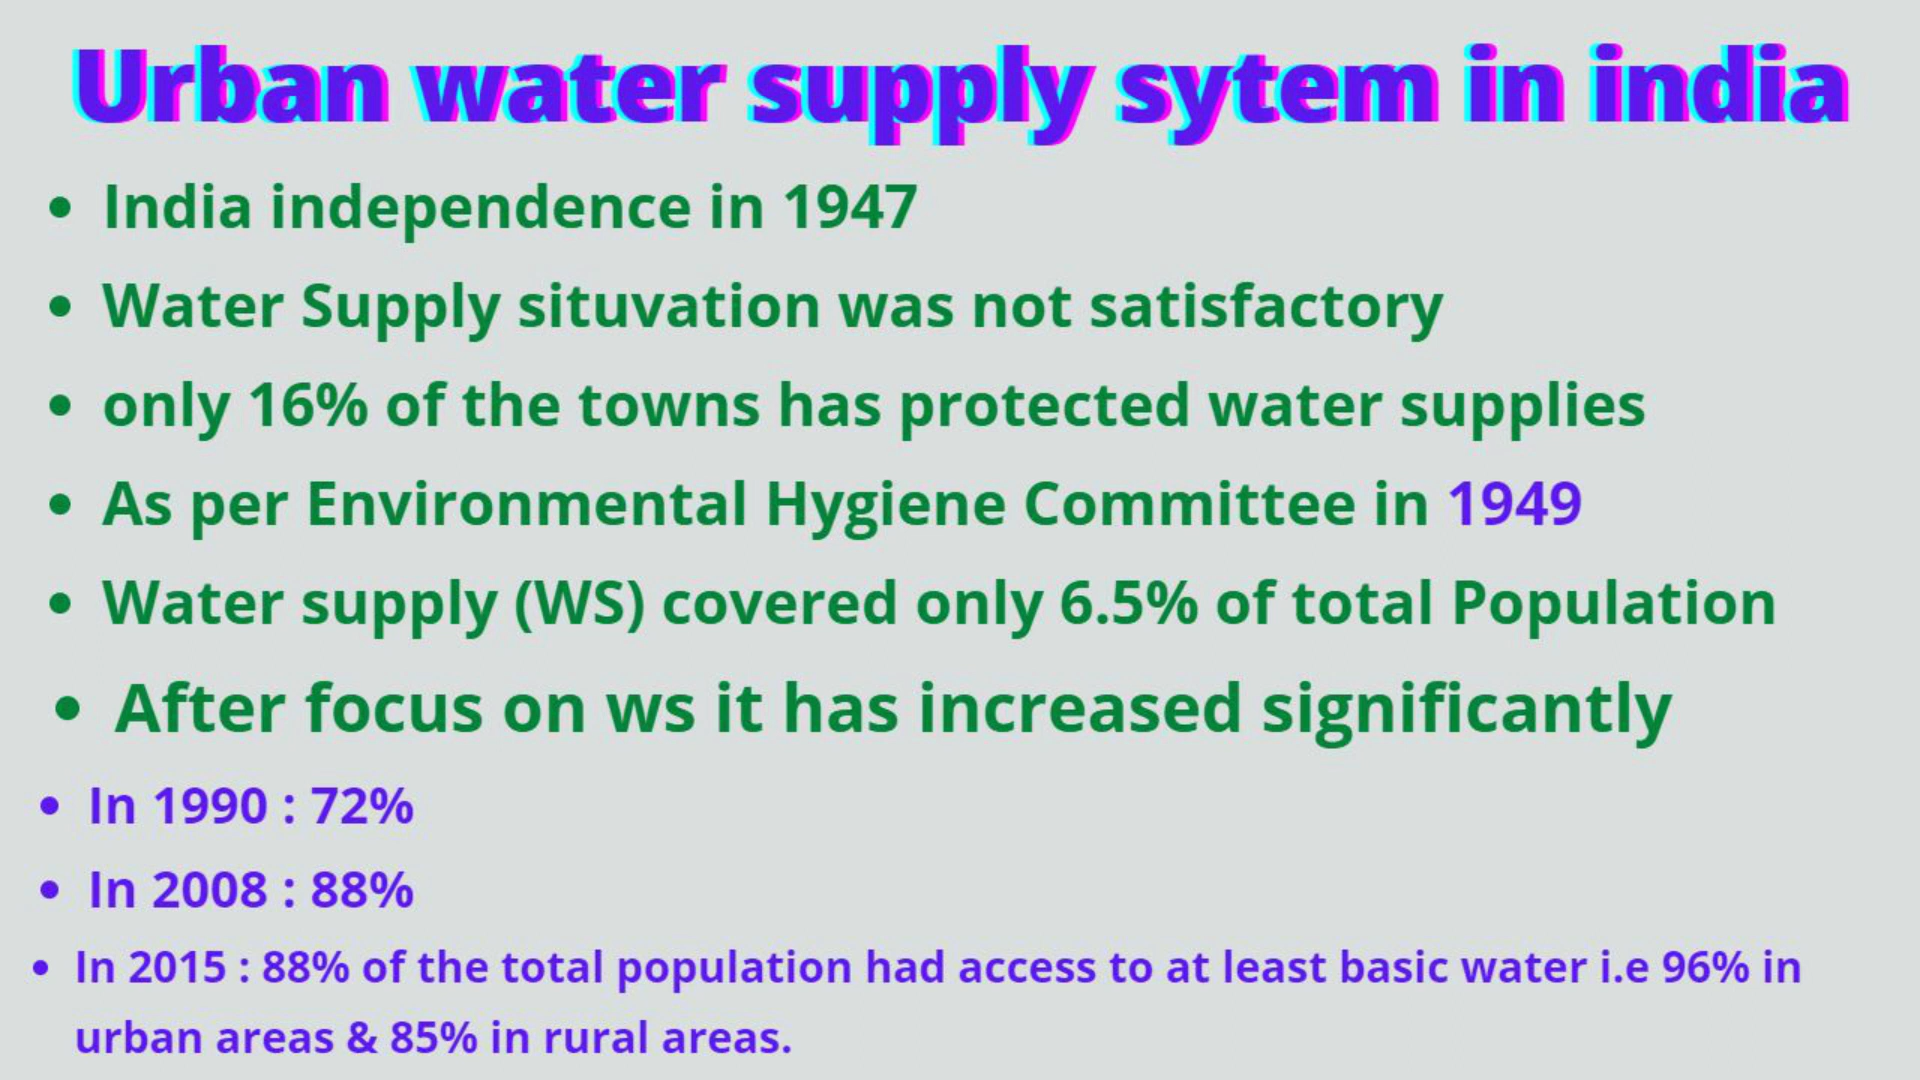 Urban water supply sytem in india
• India independence in 1947
• Water Supply situvation was not satisfactory
• only 16% of the towns has protected water supplies
• As per Environmental Hygiene Committee in 1949
• Water supply (WS) covered only 6.5% of total Population
• After focus on ws it has increased significantly
• In 1990 : 72%
• In 2008 : 88%
• In 2015 : 88% of the total population had access to at least basic water i.e 96% in
urban areas & 85% in rural areas.